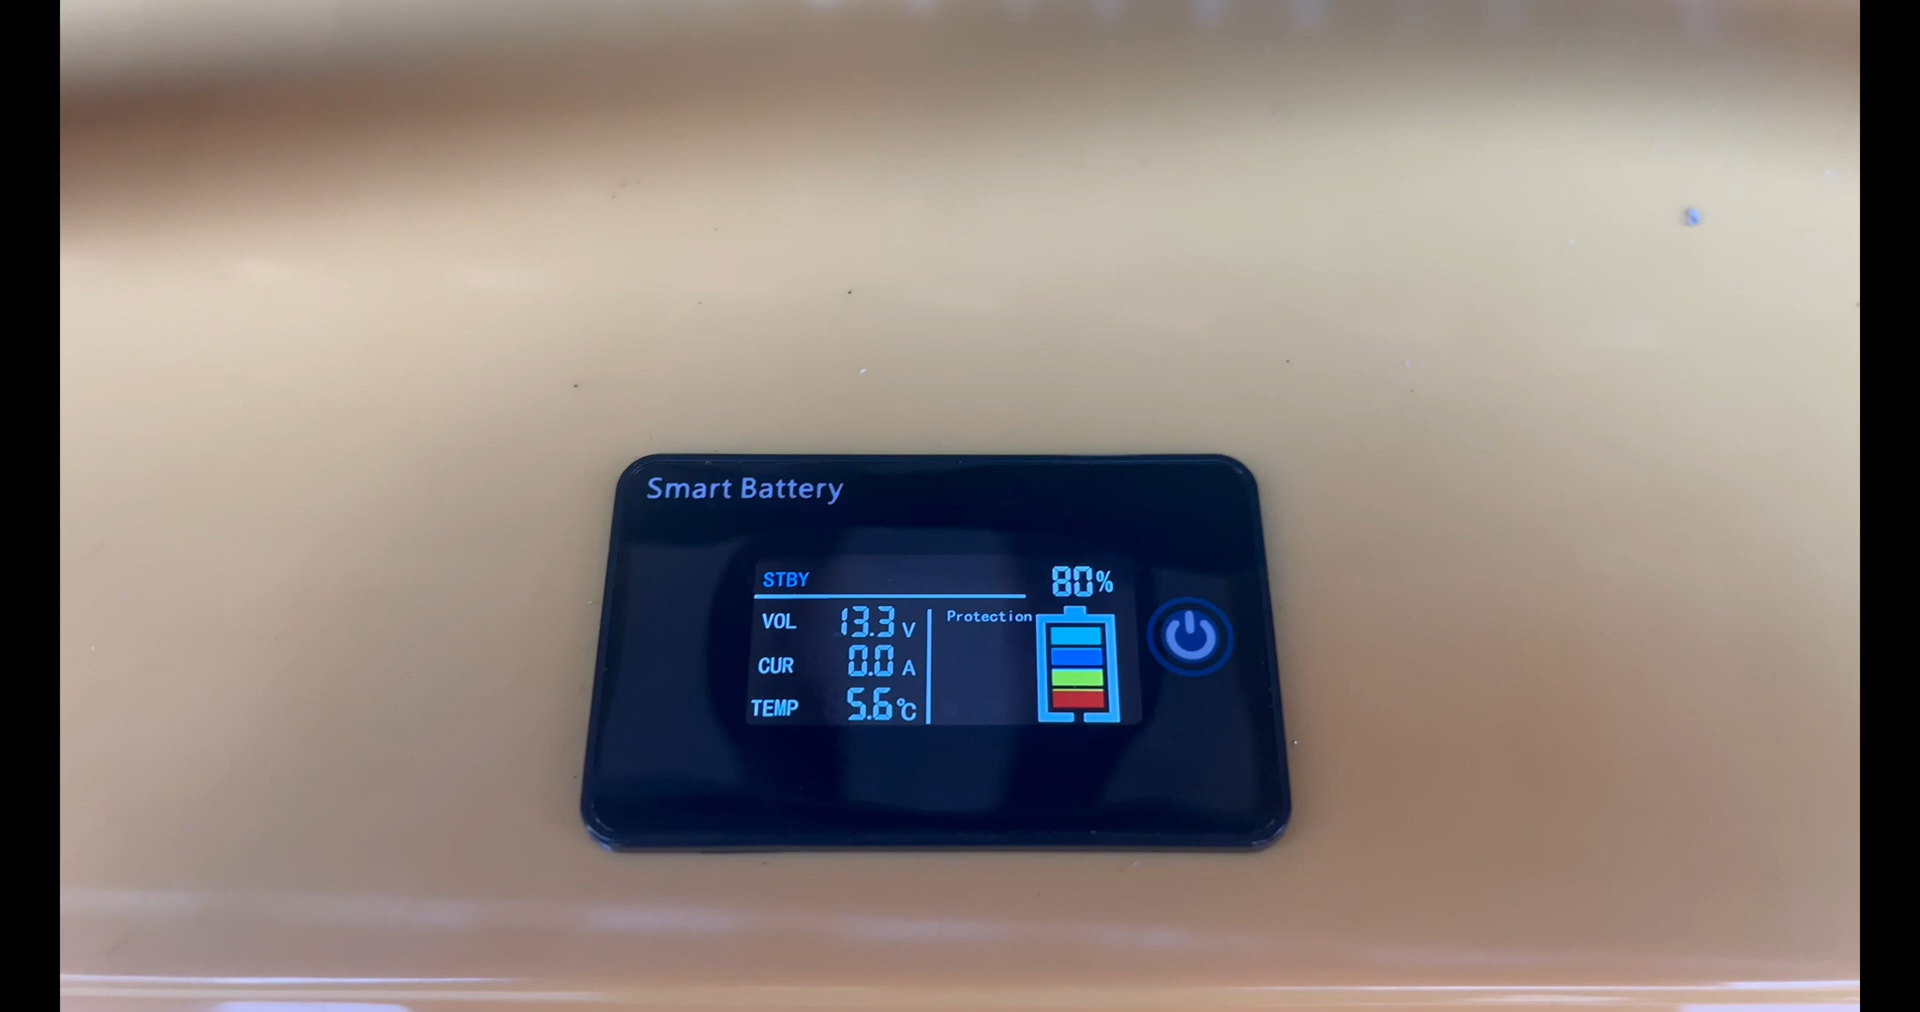 Smart Battery
STBY
80%
VOL 13.3 V
Protection
CUR 0.0 A
TEMP 5.6 ℃